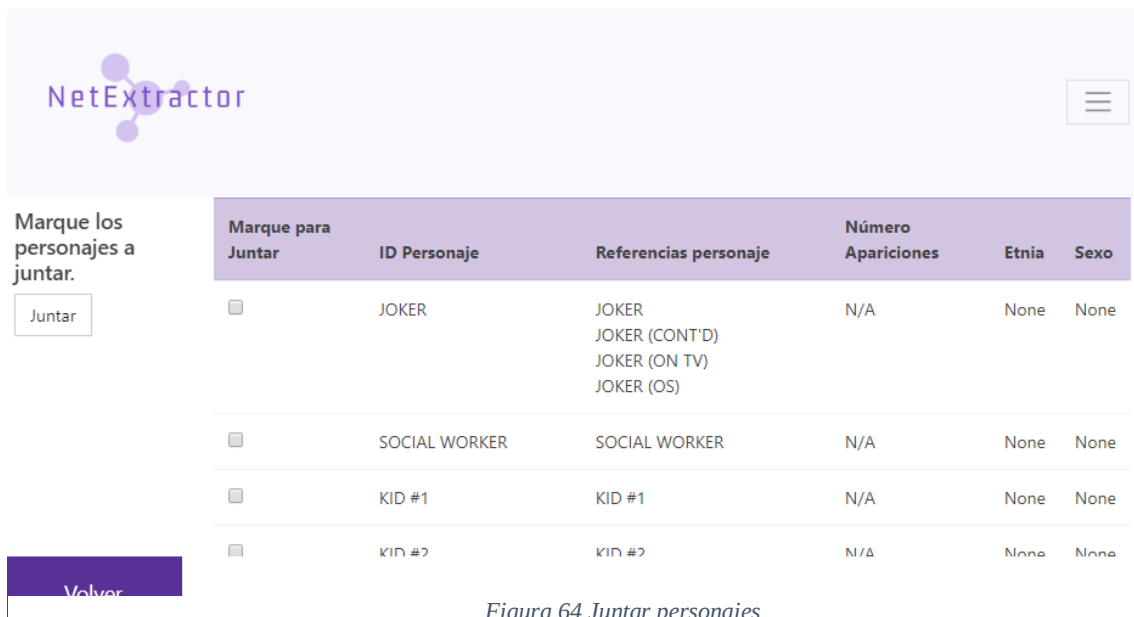 NetExtractor
Marque los
personajes a
juntar.
Juntar
Marque para
Juntar
ID Personaje
Referencias personaje
Número
Apariciones
Etnia
Sexo
JOKER
JOKER
JOKER (CONT'D)
JOKER (ON TV)
JOKER (OS)
N/A
None
None
SOCIAL WORKER
SOCIAL WORKER
N/A
None
None
KID #1
KID #1
N/A
None
None
KID #2
KID #2
N/A
None
None
Volver
Figura 64 Juntar personajes